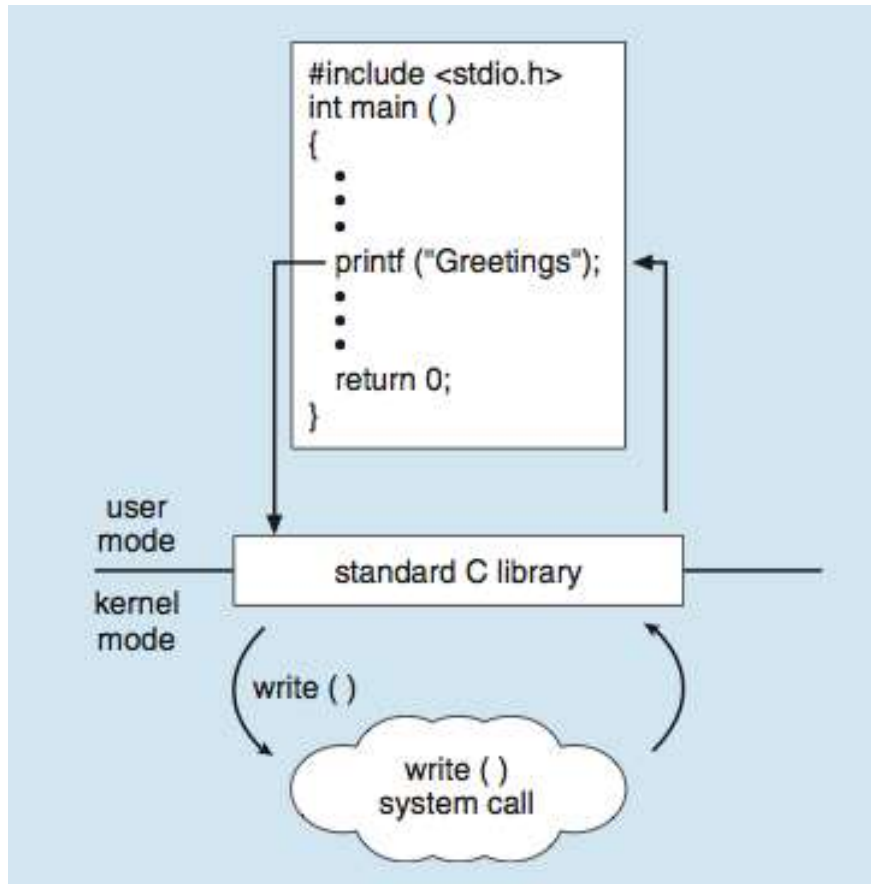 #include <stdio.h>
int main ( )
{
•
•
•
printf ("Greetings");
•
•
•
return 0;
}
user
mode
standard C library
kernel
mode
write ( )
write ( )
system call